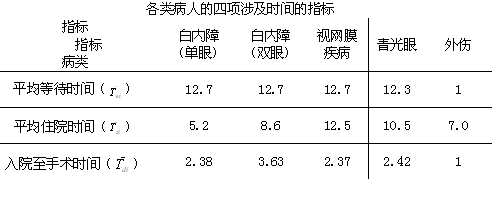 各类病人的四项涉及时间的指标
指标
指标
病类
白内障(单眼)
白内障(双眼)
视网膜疾病
青光眼
外伤
平均等待时间( ) 12.7 12.7 12.7 12.3 1
平均住院时间( ) 5.2 8.6 12.5 10.5 7.0
入院至手术时间( ) 2.38 3.63 2.37 2.42 1